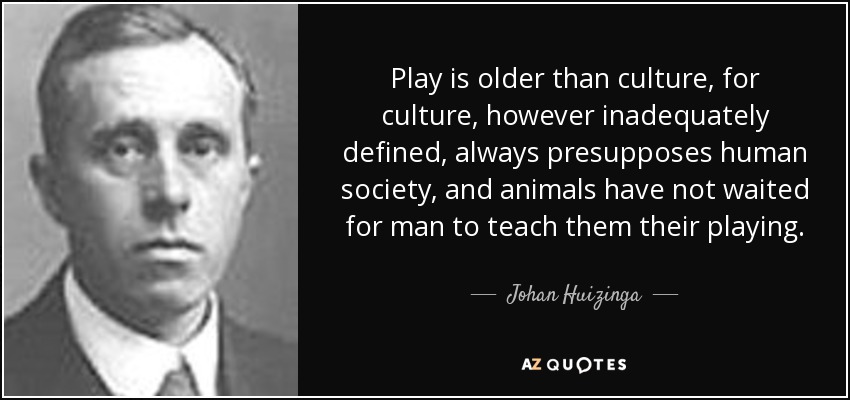 Play is older than culture, for
culture, however inadequately
defined, always presupposes human
society, and animals have not waited
for man to teach them their playing.
Johan Huizinga
AZ QUOTES